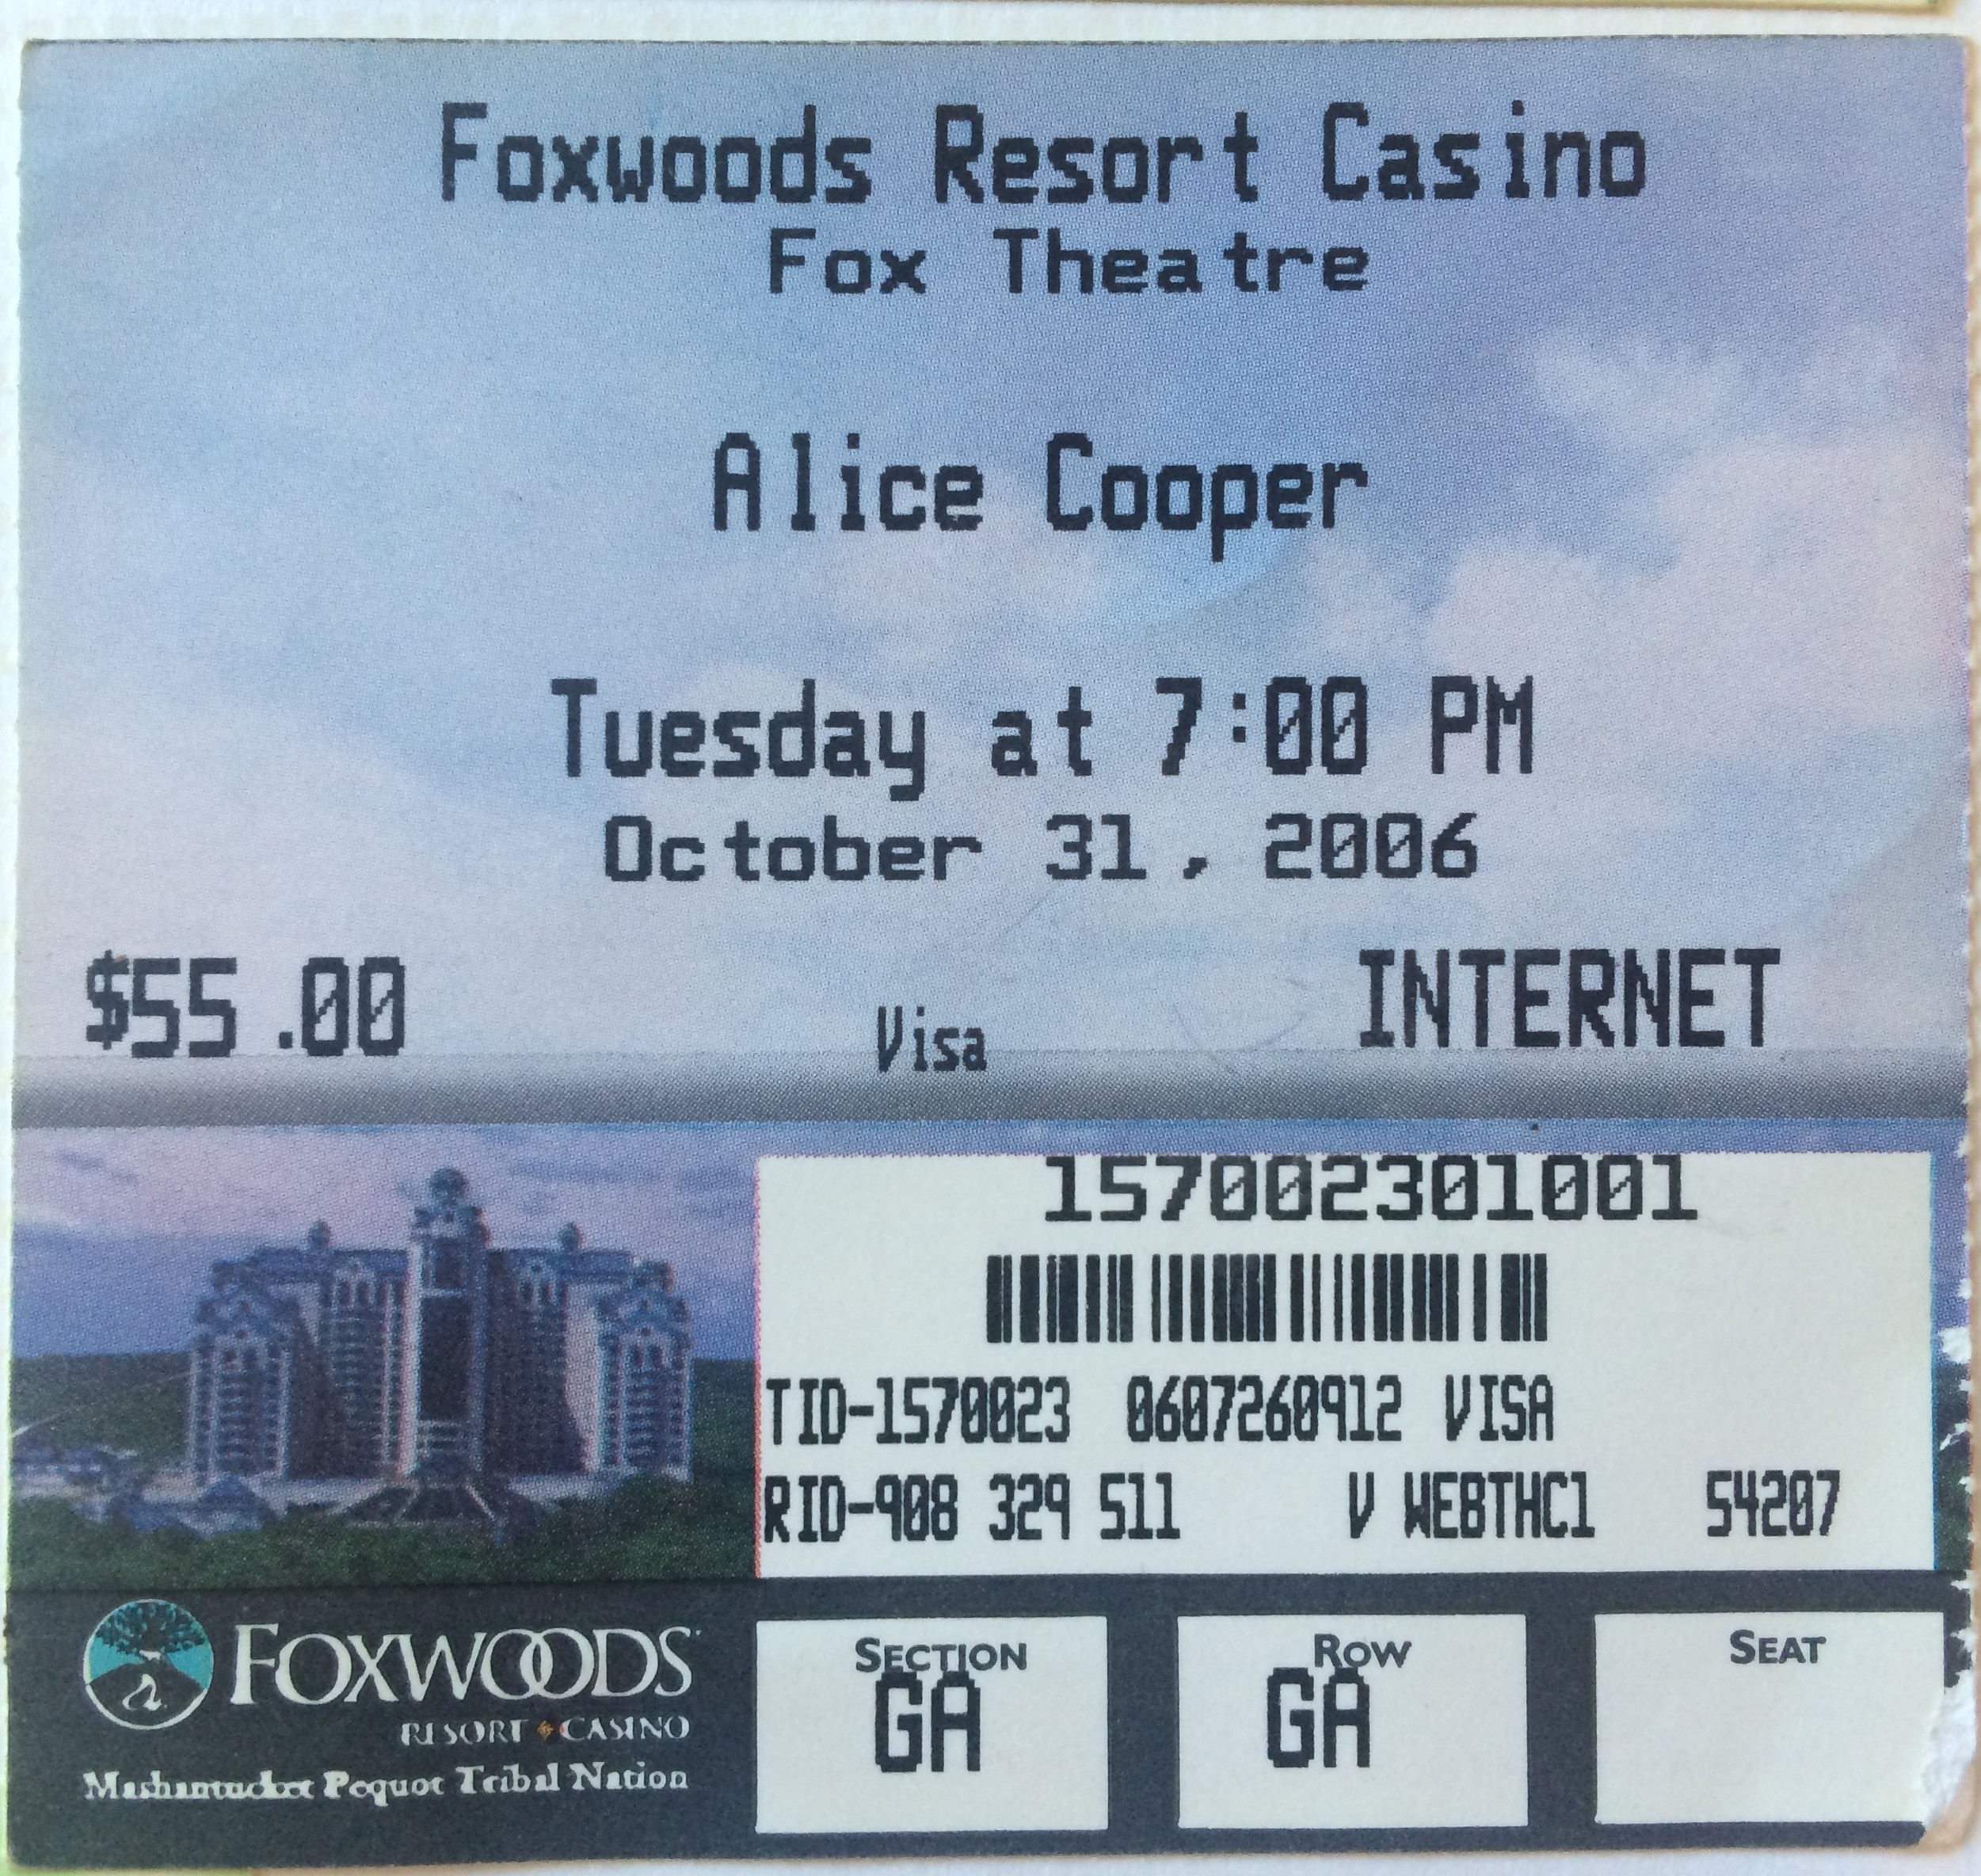 Foxwoods Resort Casino
Fox Theatre
Alice Cooper
Tuesday at 7:00 PM
October 31, 2006
$55.00 Visa INTERNET
157002301001
TID-1570023 0607260912 VISA
RID-908 329 511 V WEBTHC1 54207
FOXWOODS
RESORT CASINO
Mashantucket Pequot Tribal Nation
SECTION ROW SEAT
GA GA